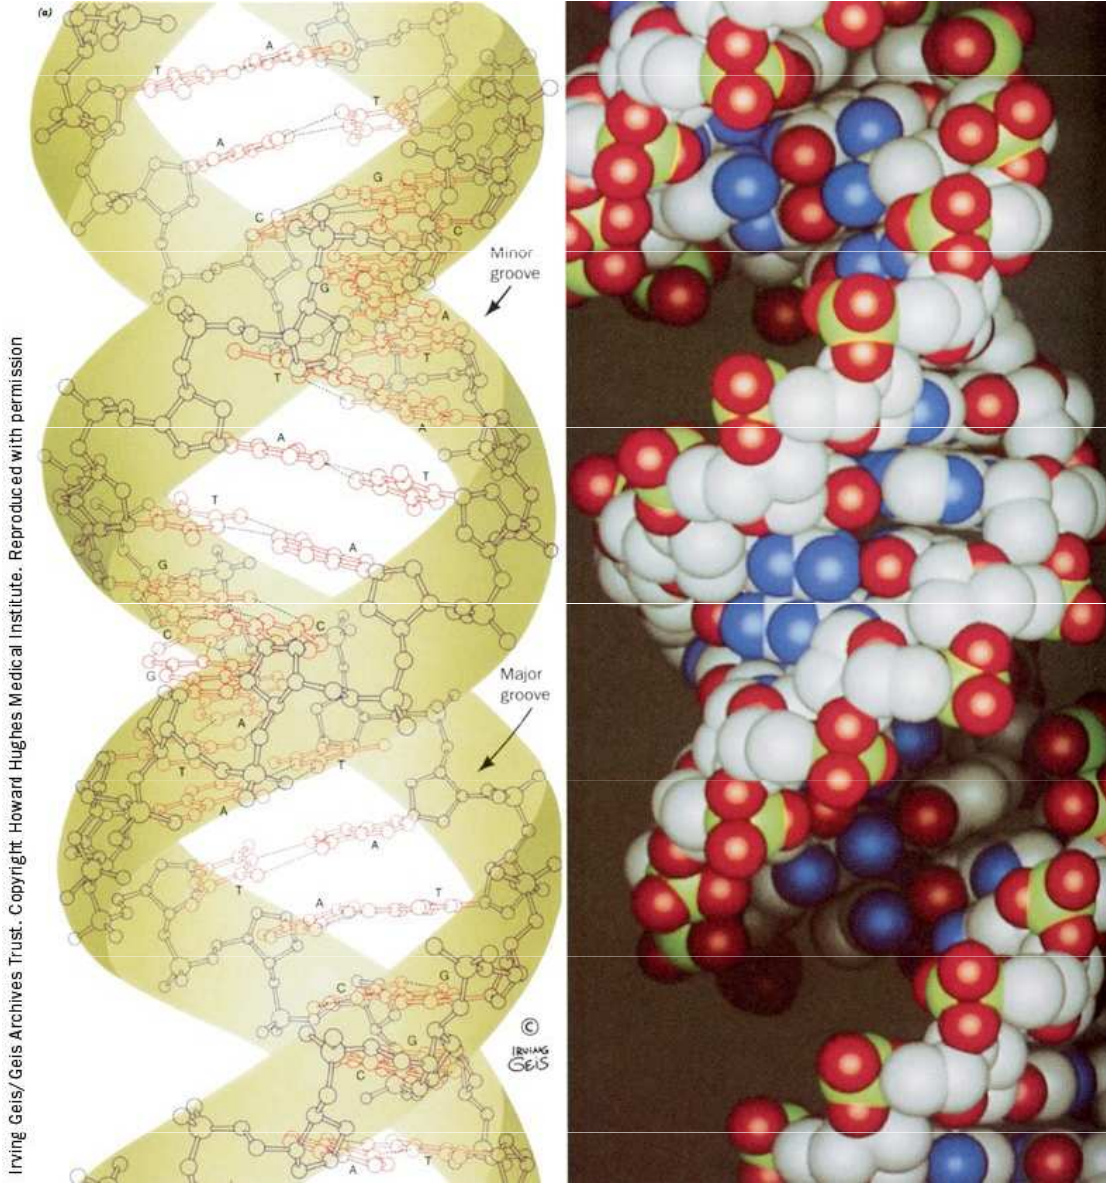 (a)
A
T
T
A
G
C
C
Minor
groove
G
A
T
T
A
A
T
T
A
G
C
C
G
Major
groove
A
T
T
A
A
T
T
A
G
C
©
IRVING
GEIS
G
C
A
T
Irving Geis/Geis Archives Trust. Copyright Howard Hughes Medical Institute. Reproduced with permission